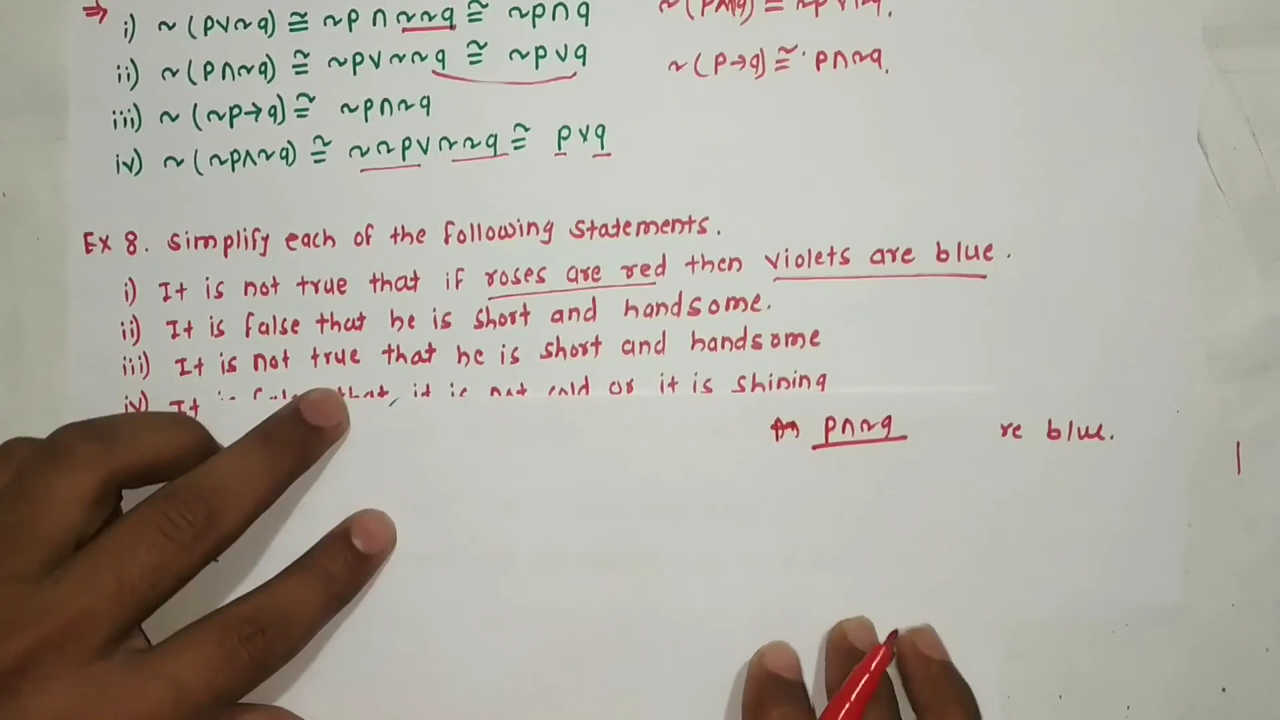 ⇒ i) ~(p∨~q) ≅ ~p ∩ ~~q ≅ ~p∩q
ii) ~(p∩~q) ≅ ~p∨~~q ≅ ~p∨q
~(p→q) ≅ p∩~q.
iii) ~(~p→q) ≅ ~p∩~q
iv) ~(~p∧~q) ≅ ~~p∨~~q ≅ p∨q
Ex 8. Simplify each of the following statements.
i) It is not true that if roses are red then violets are blue.
ii) It is false that he is short and handsome.
iii) It is not true that he is short and handsome
iv) It that, it is not cold or it is shining
p∩~q re blue.